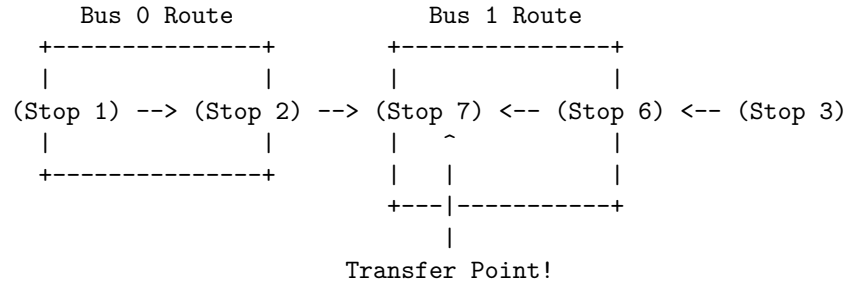 Bus 0 Route Bus 1 Route
+---------------+ +---------------+
| | | |
(Stop 1) --> (Stop 2) --> (Stop 7) <-- (Stop 6) <-- (Stop 3)
| | | ^ |
+---------------+ | | |
+---|-----------+
|
Transfer Point!